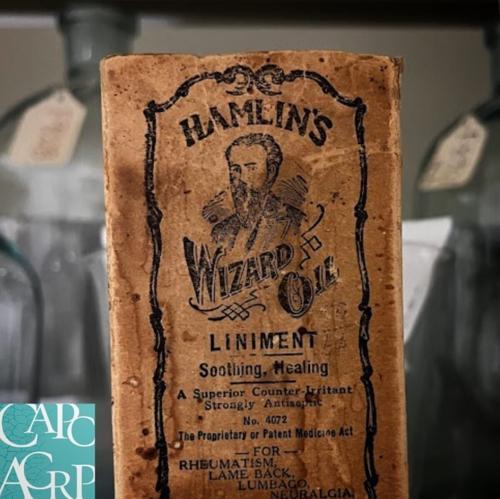 HAMLIN'S
WIZARD
OIL
LINIMENT
Soothing, Healing
A Superior Counter-Irritant
Strongly Antiseptic
No. 4072
The Proprietary or Patent Medicine Act
— FOR —
RHEUMATISM,
LAME BACK,
LUMBAGO,
NEURALGIA,
CAPC
ACRP